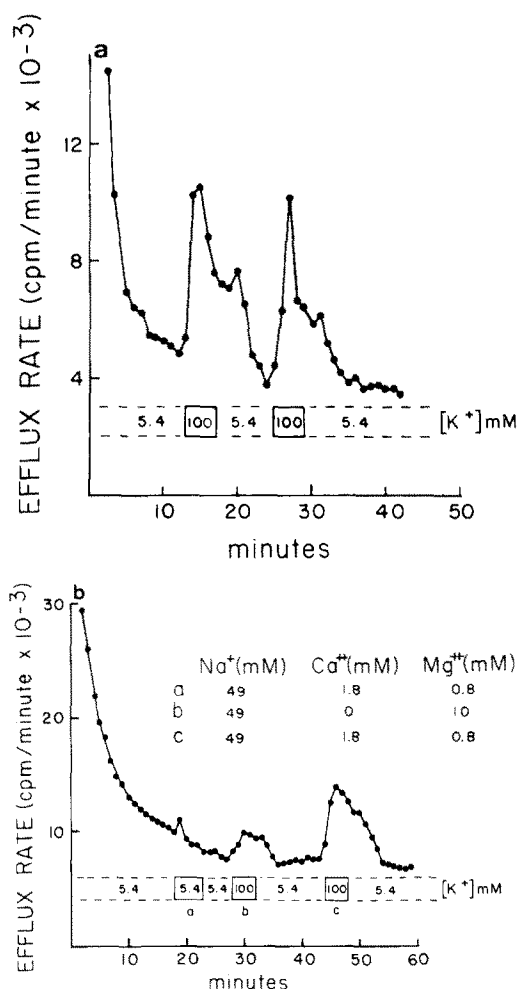 a
EFFLUX RATE (cpm/minute x 10-3)
12
8
4
5.4 100 5.4 100 5.4 [K+]mM
10 20 30 40 50
minutes
b
EFFLUX RATE (cpm/minute x 10-3)
30
20
10
Na+(mM) Ca++(mM) Mg++(mM)
a 49 1.8 0.8
b 49 0 10
c 49 1.8 0.8
5.4 5.4 5.4 100 5.4 100 5.4 [K+]mM
a b c
10 20 30 40 50 60
minutes